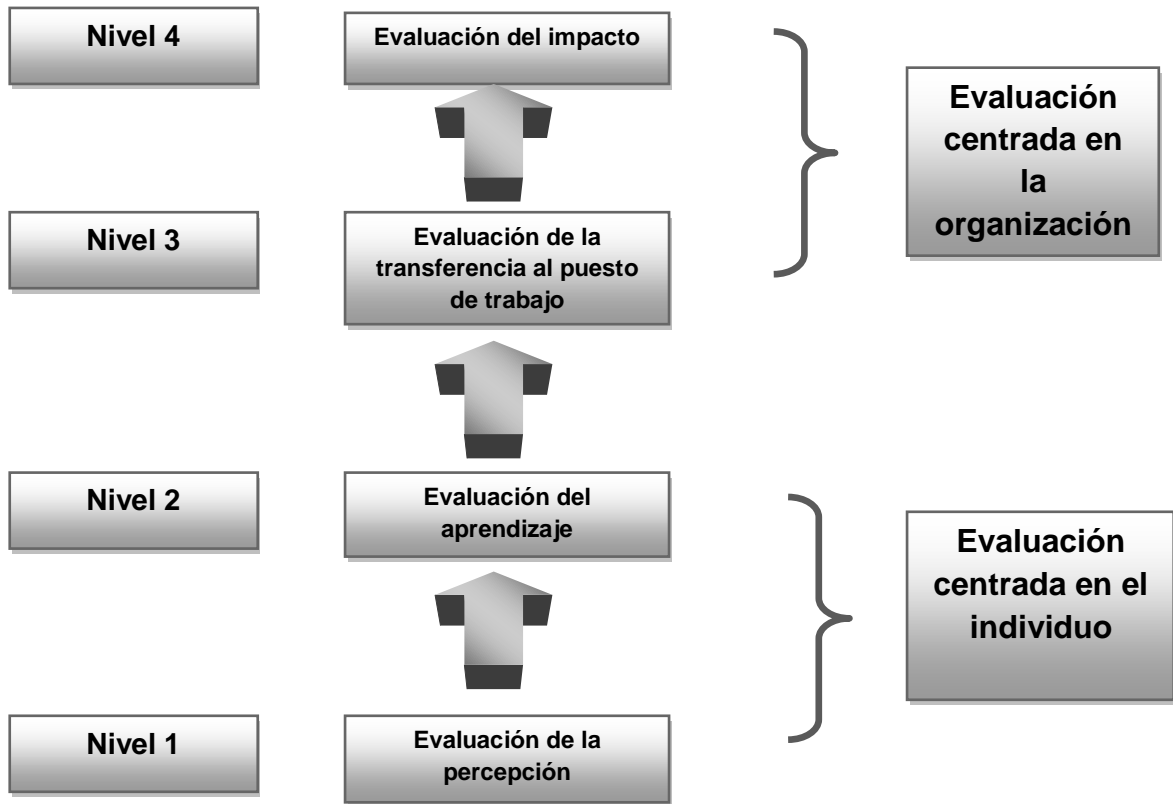 Nivel 4
Evaluación del impacto
Evaluación
centrada en
la
organización
Nivel 3
Evaluación de la
transferencia al puesto
de trabajo
Nivel 2
Evaluación del
aprendizaje
Evaluación
centrada en el
individuo
Nivel 1
Evaluación de la
percepción